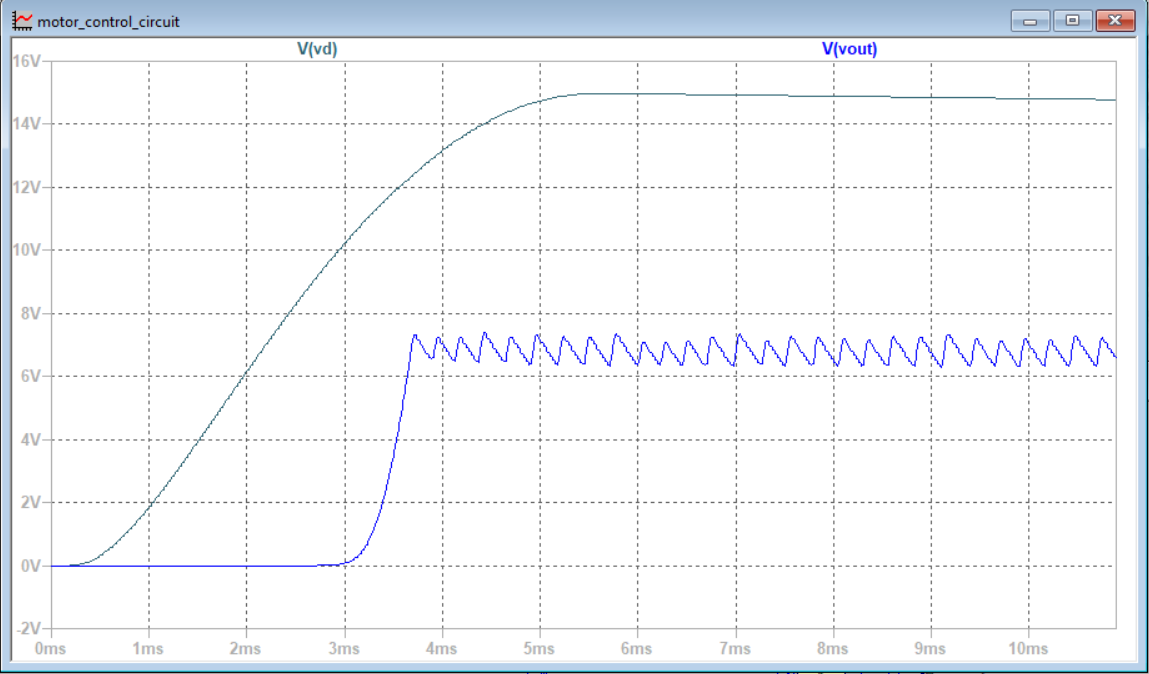 motor_control_circuit
V(vd) V(vout)
16V
14V
12V
10V
8V
6V
4V
2V
0V
-2V
0ms 1ms 2ms 3ms 4ms 5ms 6ms 7ms 8ms 9ms 10ms